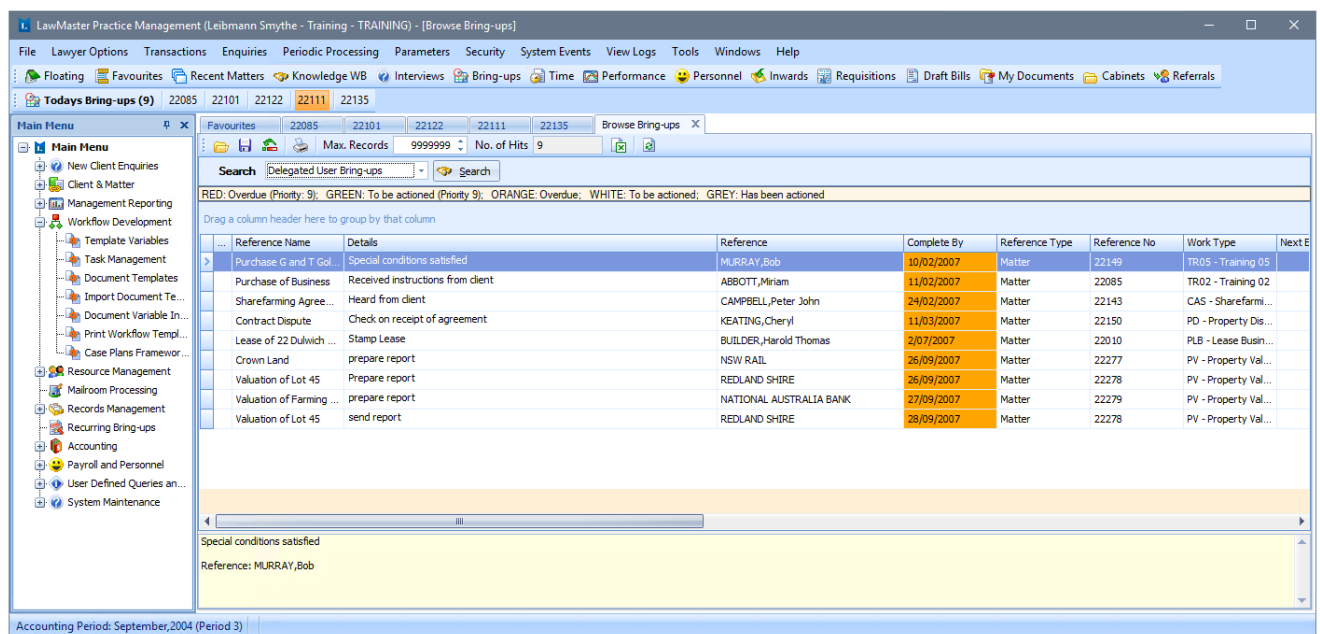 LawMaster Practice Management (Leibmann Smythe - Training - TRAINING) - [Browse Bring-ups]
File Lawyer Options Transactions Enquiries Periodic Processing Parameters Security System Events View Logs Tools Windows Help
Floating Favourites Recent Matters Knowledge WB Interviews Bring-ups Time Performance Personnel Inwards Requisitions Draft Bills My Documents Cabinets Referrals
Todays Bring-ups (9) 22085 22101 22122 22111 22135
Main Menu
Main Menu
New Client Enquiries
Client & Matter
Management Reporting
Workflow Development
Template Variables
Task Management
Document Templates
Import Document Te...
Document Variable In...
Print Workflow Templ...
Case Plans Framewor...
Resource Management
Mailroom Processing
Records Management
Recurring Bring-ups
Accounting
Payroll and Personnel
User Defined Queries an...
System Maintenance
Favourites 22085 22101 22122 22111 22135 Browse Bring-ups X
Max. Records 9999999 No. of Hits 9
Search Delegated User Bring-ups Search
RED: Overdue (Priority: 9); GREEN: To be actioned (Priority 9); ORANGE: Overdue; WHITE: To be actioned; GREY: Has been actioned
Drag a column header here to group by that column
... Reference Name Details Reference Complete By Reference Type Reference No Work Type Next E
Purchase G and T Gol... Special conditions satisfied MURRAY,Bob 10/02/2007 Matter 22149 TR05 - Training 05
Purchase of Business Received instructions from client ABBOTT,Miriam 11/02/2007 Matter 22085 TR02 - Training 02
Sharefarming Agree... Heard from client CAMPBELL,Peter John 24/02/2007 Matter 22143 CAS - Sharefarmi...
Contract Dispute Check on receipt of agreement KEATING,Cheryl 11/03/2007 Matter 22150 PD - Property Dis...
Lease of 22 Dulwich ... Stamp Lease BUILDER,Harold Thomas 2/07/2007 Matter 22010 PLB - Lease Busin...
Crown Land prepare report NSW RAIL 26/09/2007 Matter 22277 PV - Property Val...
Valuation of Lot 45 Prepare report REDLAND SHIRE 26/09/2007 Matter 22278 PV - Property Val...
Valuation of Farming ... prepare report NATIONAL AUSTRALIA BANK 27/09/2007 Matter 22279 PV - Property Val...
Valuation of Lot 45 send report REDLAND SHIRE 28/09/2007 Matter 22278 PV - Property Val...
Special conditions satisfied
Reference: MURRAY,Bob
Accounting Period: September,2004 (Period 3)